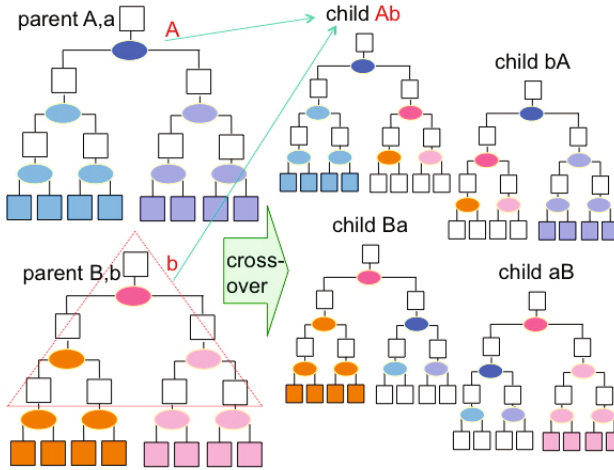 parent A,a
A
child Ab
child bA
parent B,b
b
cross-
over
child Ba
child aB